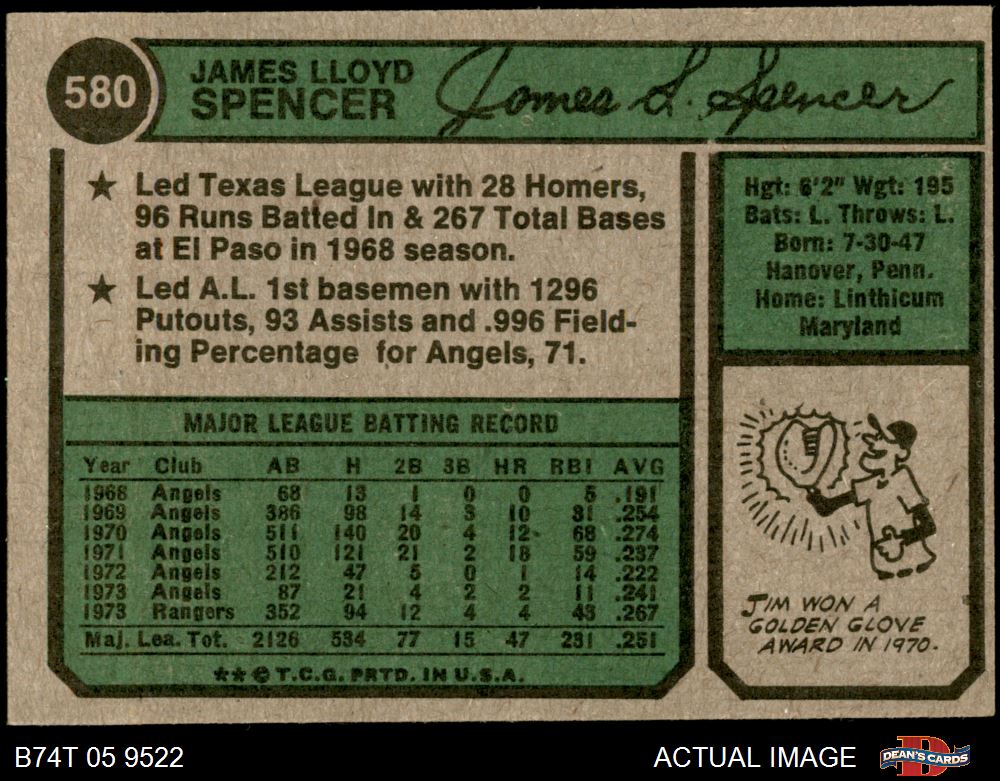 580
JAMES LLOYD
SPENCER
James L. Spencer
★ Led Texas League with 28 Homers,
96 Runs Batted In & 267 Total Bases
at El Paso in 1968 season.
★ Led A.L. 1st basemen with 1296
Putouts, 93 Assists and .996 Field-
ing Percentage for Angels, 71.
Hgt: 6'2" Wgt: 195
Bats: L. Throws: L.
Born: 7-30-47
Hanover, Penn.
Home: Linthicum
Maryland
MAJOR LEAGUE BATTING RECORD
Year Club AB H 2B 3B HR RBI AVG
1968 Angels 68 13 1 0 0 5 .191
1969 Angels 386 98 14 3 10 31 .254
1970 Angels 511 140 20 4 12 68 .274
1971 Angels 510 121 21 2 18 59 .237
1972 Angels 212 47 5 0 1 14 .222
1973 Angels 87 21 4 2 2 11 .241
1973 Rangers 352 94 12 4 4 43 .267
Maj. Lea. Tot. 2126 534 77 15 47 231 .251
** © T.C.G. PRTD. IN U.S.A.
JIM WON A
GOLDEN GLOVE
AWARD IN 1970.
B74T 05 9522
ACTUAL IMAGE
DEAN'S CARDS